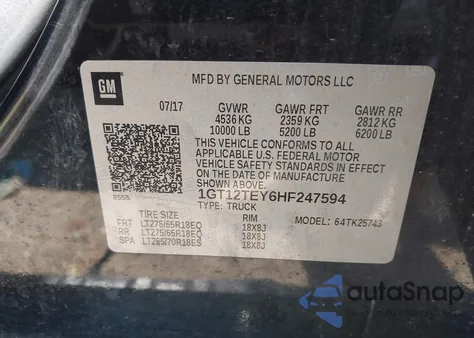 GM
MFD BY GENERAL MOTORS LLC
07/17 GVWR GAWR FRT GAWR RR
4536 KG 2359 KG 2812 KG
10000 LB 5200 LB 6200 LB
THIS VEHICLE CONFORMS TO ALL
APPLICABLE U.S. FEDERAL MOTOR
VEHICLE SAFETY STANDARDS IN
EFFECT ON THE DATE OF
MANUFACTURE SHOWN ABOVE.
1GT12TEY6HF247594
TYPE: TRUCK
MODEL: 64TK25743
8555
TIRE SIZE RIM
FRT LT275/65R18EQ 18X8J
RR LT275/65R18EQ 18X8J
SPA LT265/70R18ES 18X8J
autoSnap